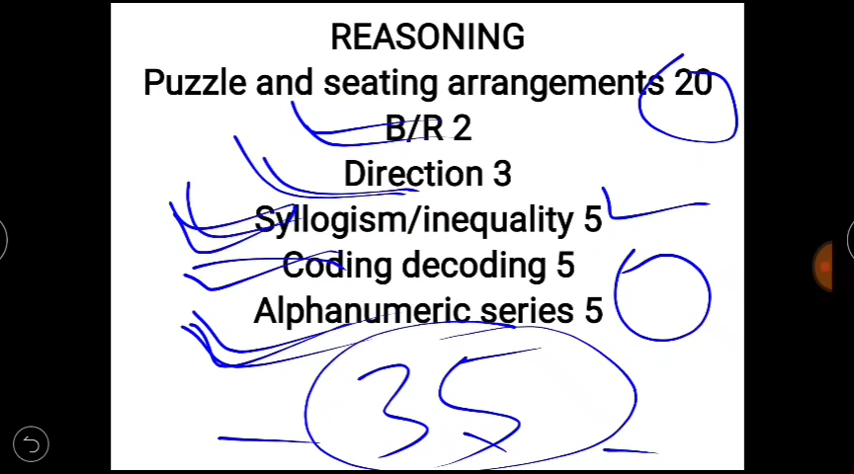 REASONING
Puzzle and seating arrangements 20
B/R 2
Direction 3
Syllogism/inequality 5
Coding decoding 5
Alphanumeric series 5
35